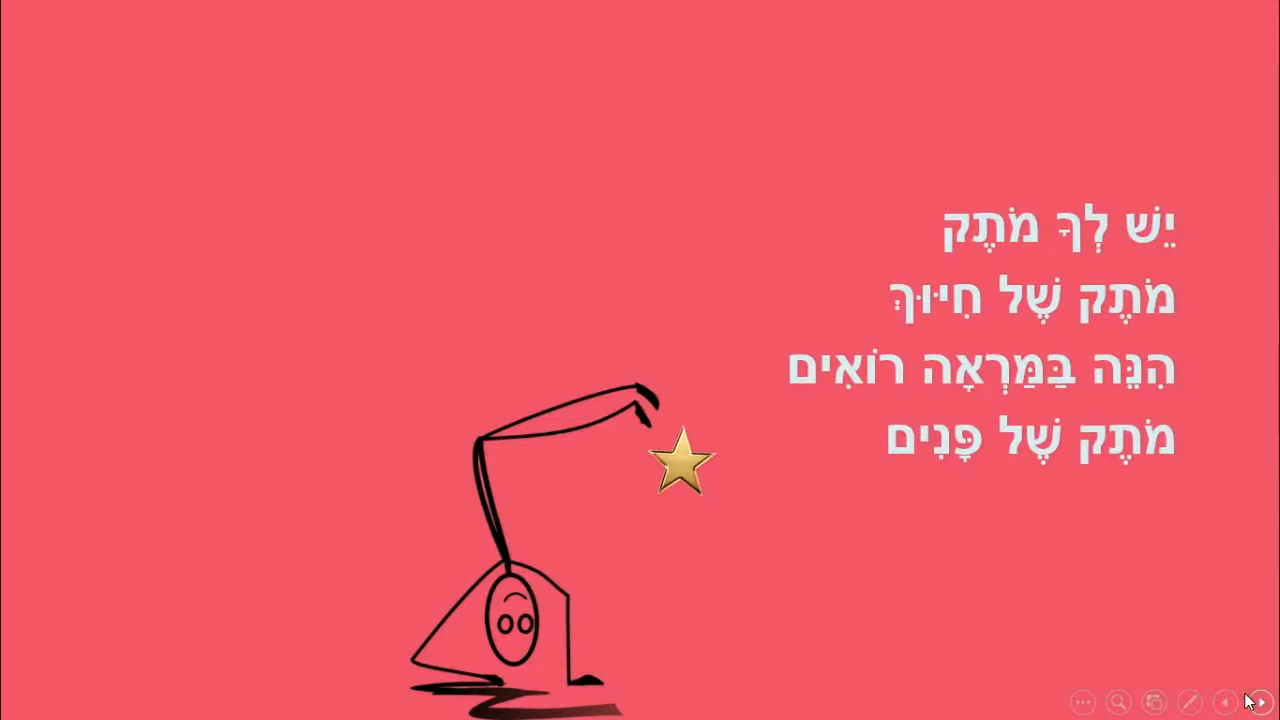 יֵשׁ לְךָ מֹתֶק
מֹתֶק שֶׁל חִיּוּךְ
הִנֵּה בַּמַּרְאָה רוֹאִים
מֹתֶק שֶׁל פָּנִים